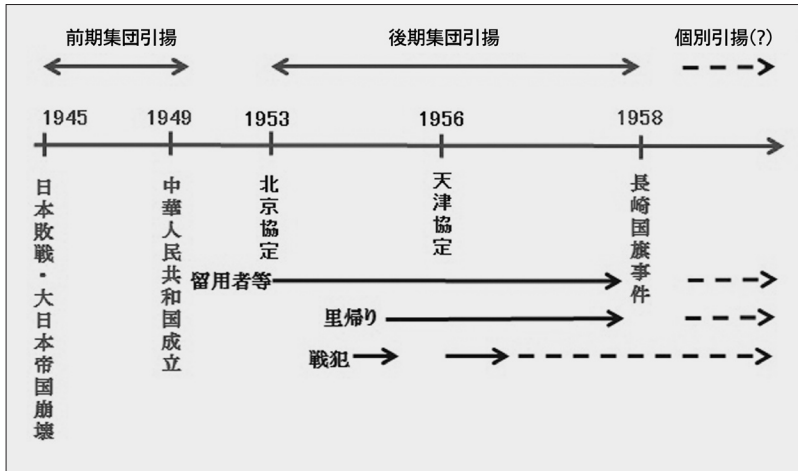 前期集団引揚
後期集団引揚
個別引揚(?)
1945
1949
1953
1956
1958
日本敗戦・大日本帝国崩壊
中華人民共和国成立
北京協定
天津協定
長崎国旗事件
留用者等
里帰り
戦犯